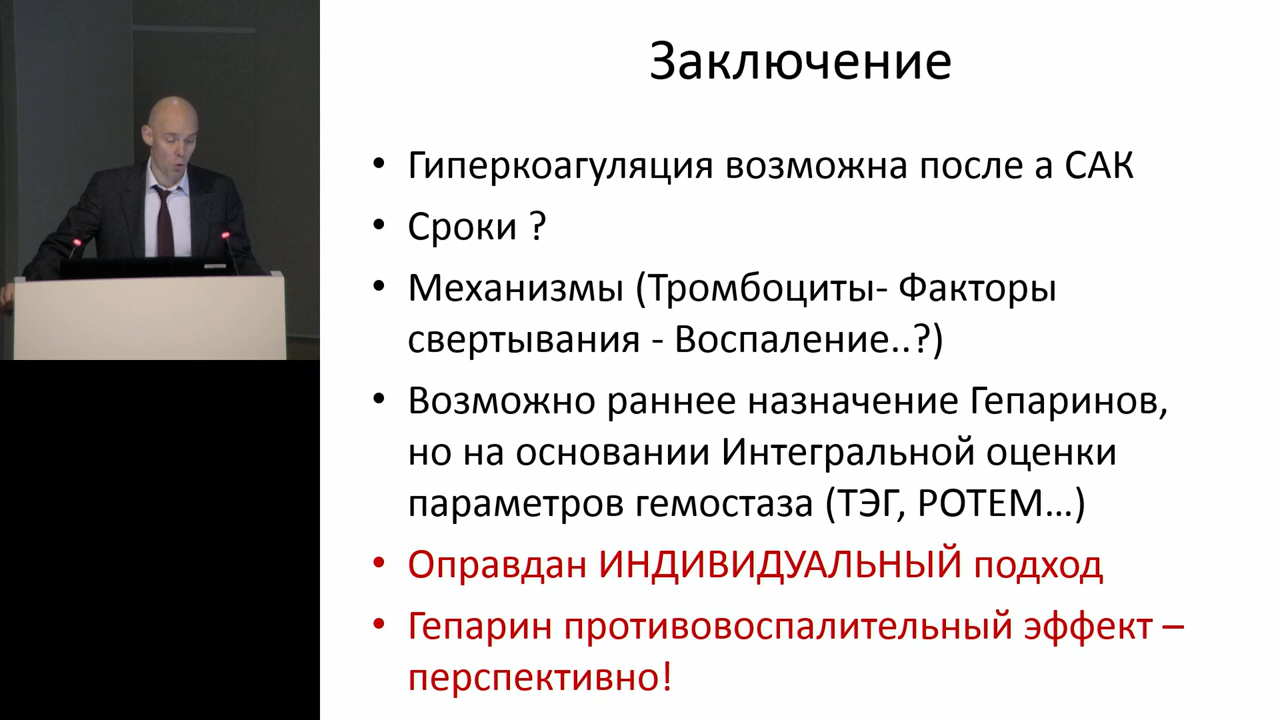 Заключение
• Гиперкоагуляция возможна после а САК
• Сроки ?
• Механизмы (Тромбоциты- Факторы
свертывания - Воспаление..?)
• Возможно раннее назначение Гепаринов,
но на основании Интегральной оценки
параметров гемостаза (ТЭГ, РОТЕМ…)
• Оправдан ИНДИВИДУАЛЬНЫЙ подход
• Гепарин противовоспалительный эффект –
перспективно!